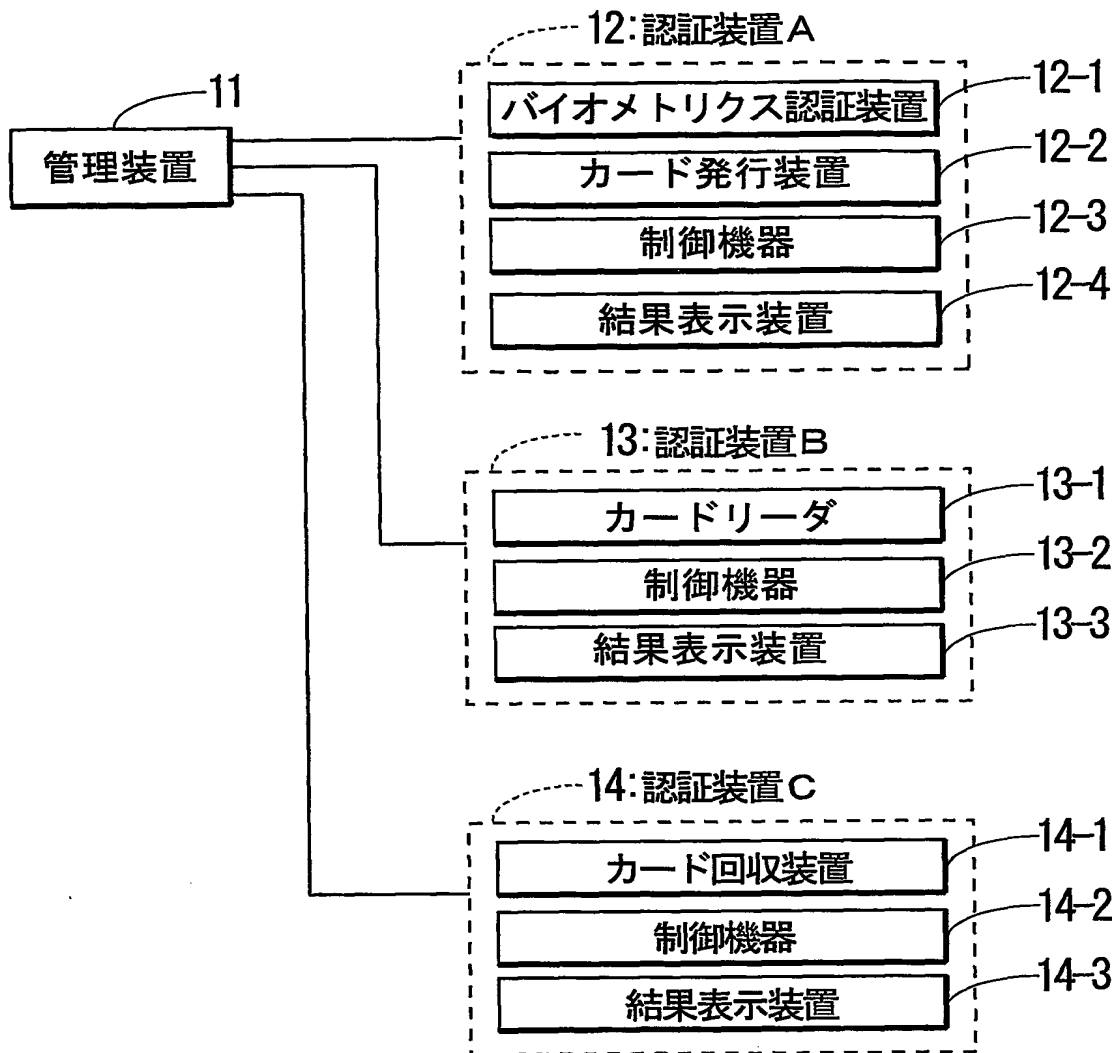 12:認証装置A
11
管理装置
バイオメトリクス認証装置
12-1
カード発行装置
12-2
制御機器
12-3
結果表示装置
12-4
13:認証装置B
カードリーダ
13-1
制御機器
13-2
結果表示装置
13-3
14:認証装置C
カード回収装置
14-1
制御機器
14-2
結果表示装置
14-3